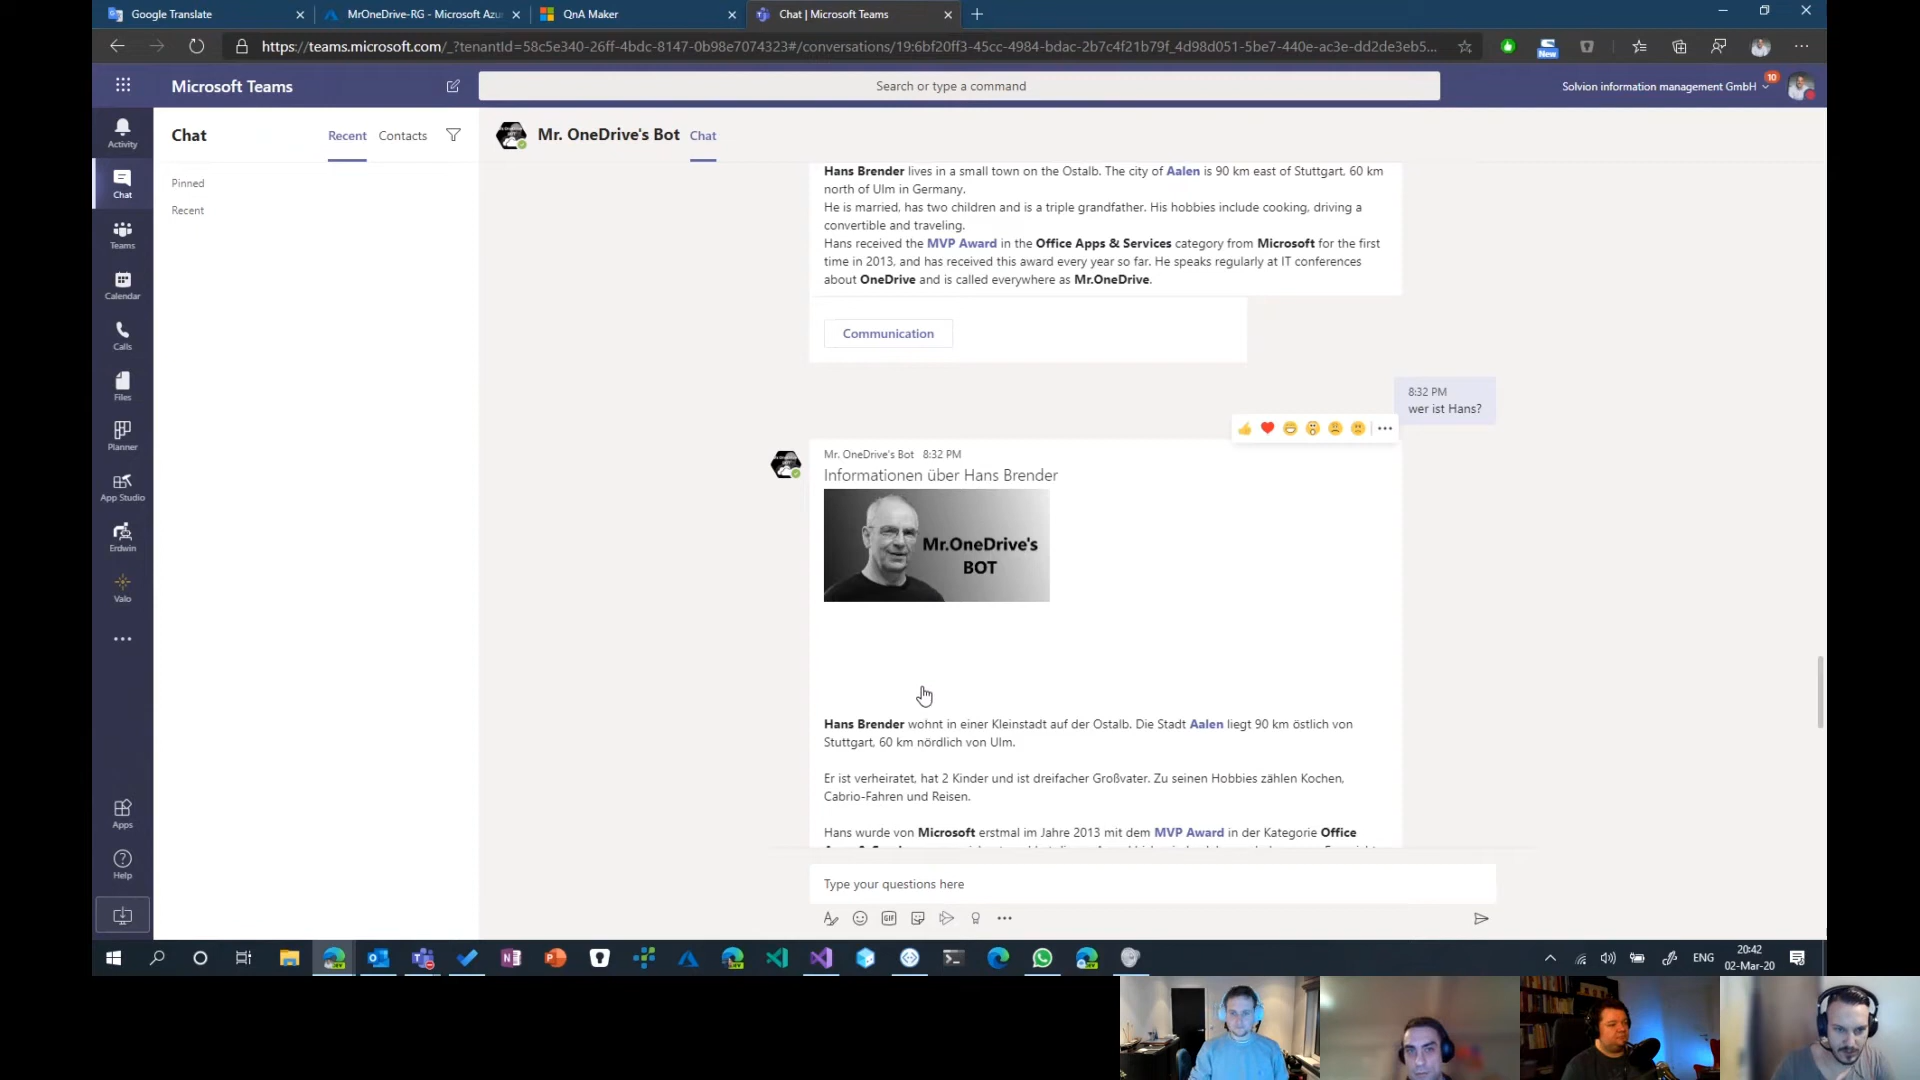 Google Translate
MrOneDrive-RG - Microsoft Azu
QnA Maker
Chat | Microsoft Teams
https://teams.microsoft.com/_?tenantId=58c5e340-26ff-4bdc-8147-0b98e7074323#/conversations/19:6bf20ff3-45cc-4984-bdac-2b7c4f21b79f_4d98d051-5be7-440e-ac3e-dd2de3eb5...
New
Microsoft Teams
Search or type a command
Solvion information management GmbH
10
Activity
Chat
Teams
Calendar
Calls
Files
Planner
App Studio
Erdwin
Valo
Apps
Help
Chat
Recent
Contacts
Pinned
Recent
Mr. OneDrive's Bot
Chat
Hans Brender lives in a small town on the Ostalb. The city of Aalen is 90 km east of Stuttgart, 60 km
north of Ulm in Germany.
He is married, has two children and is a triple grandfather. His hobbies include cooking, driving a
convertible and traveling.
Hans received the MVP Award in the Office Apps & Services category from Microsoft for the first
time in 2013, and has received this award every year so far. He speaks regularly at IT conferences
about OneDrive and is called everywhere as Mr.OneDrive.
Communication
8:32 PM
wer ist Hans?
Mr. OneDrive's Bot 8:32 PM
Informationen über Hans Brender
Mr.OneDrive's
BOT
Hans Brender wohnt in einer Kleinstadt auf der Ostalb. Die Stadt Aalen liegt 90 km östlich von
Stuttgart, 60 km nördlich von Ulm.
Er ist verheiratet, hat 2 Kinder und ist dreifacher Großvater. Zu seinen Hobbies zählen Kochen,
Cabrio-Fahren und Reisen.
Hans wurde von Microsoft erstmal im Jahre 2013 mit dem MVP Award in der Kategorie Office
Type your questions here
GIF
ENG
20:42
02-Mar-20